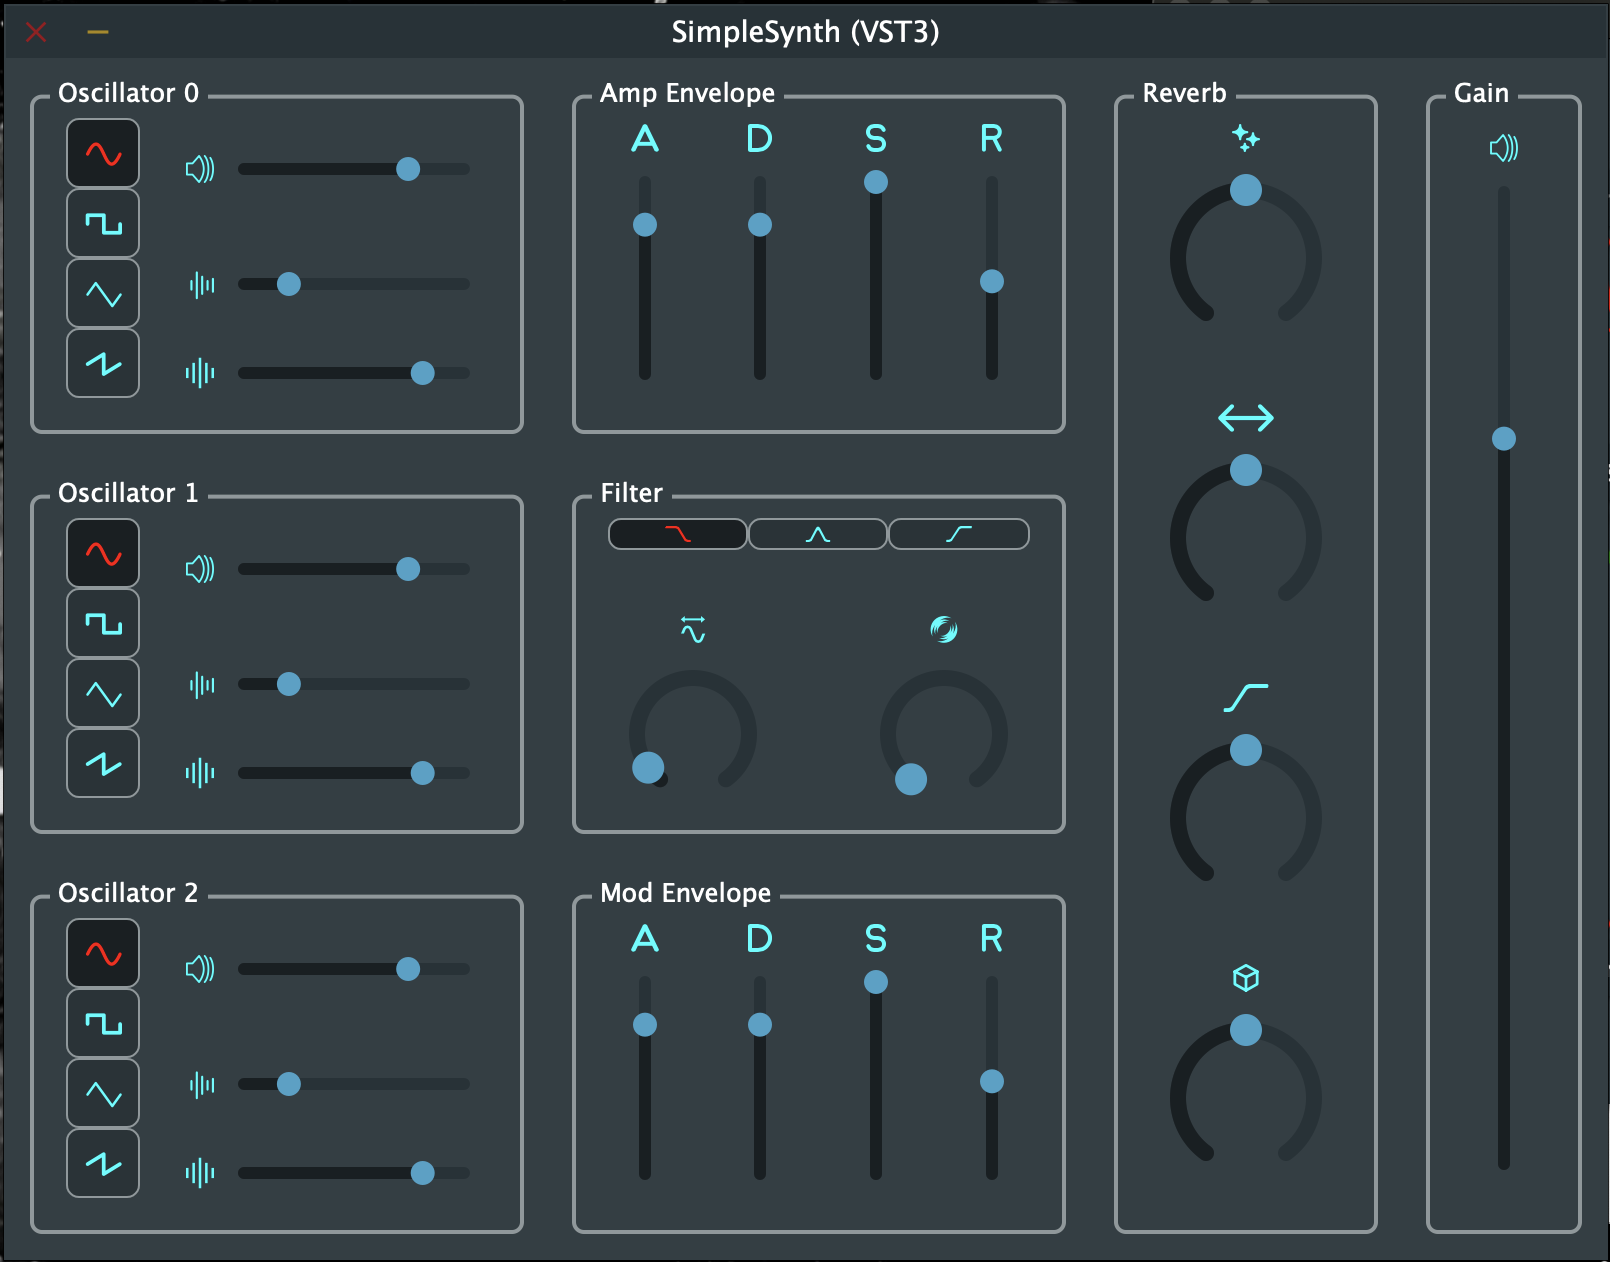 SimpleSynth (VST3)
Oscillator 0
Amp Envelope
A D S R
Reverb
Gain
Oscillator 1
Filter
Oscillator 2
Mod Envelope
A D S R